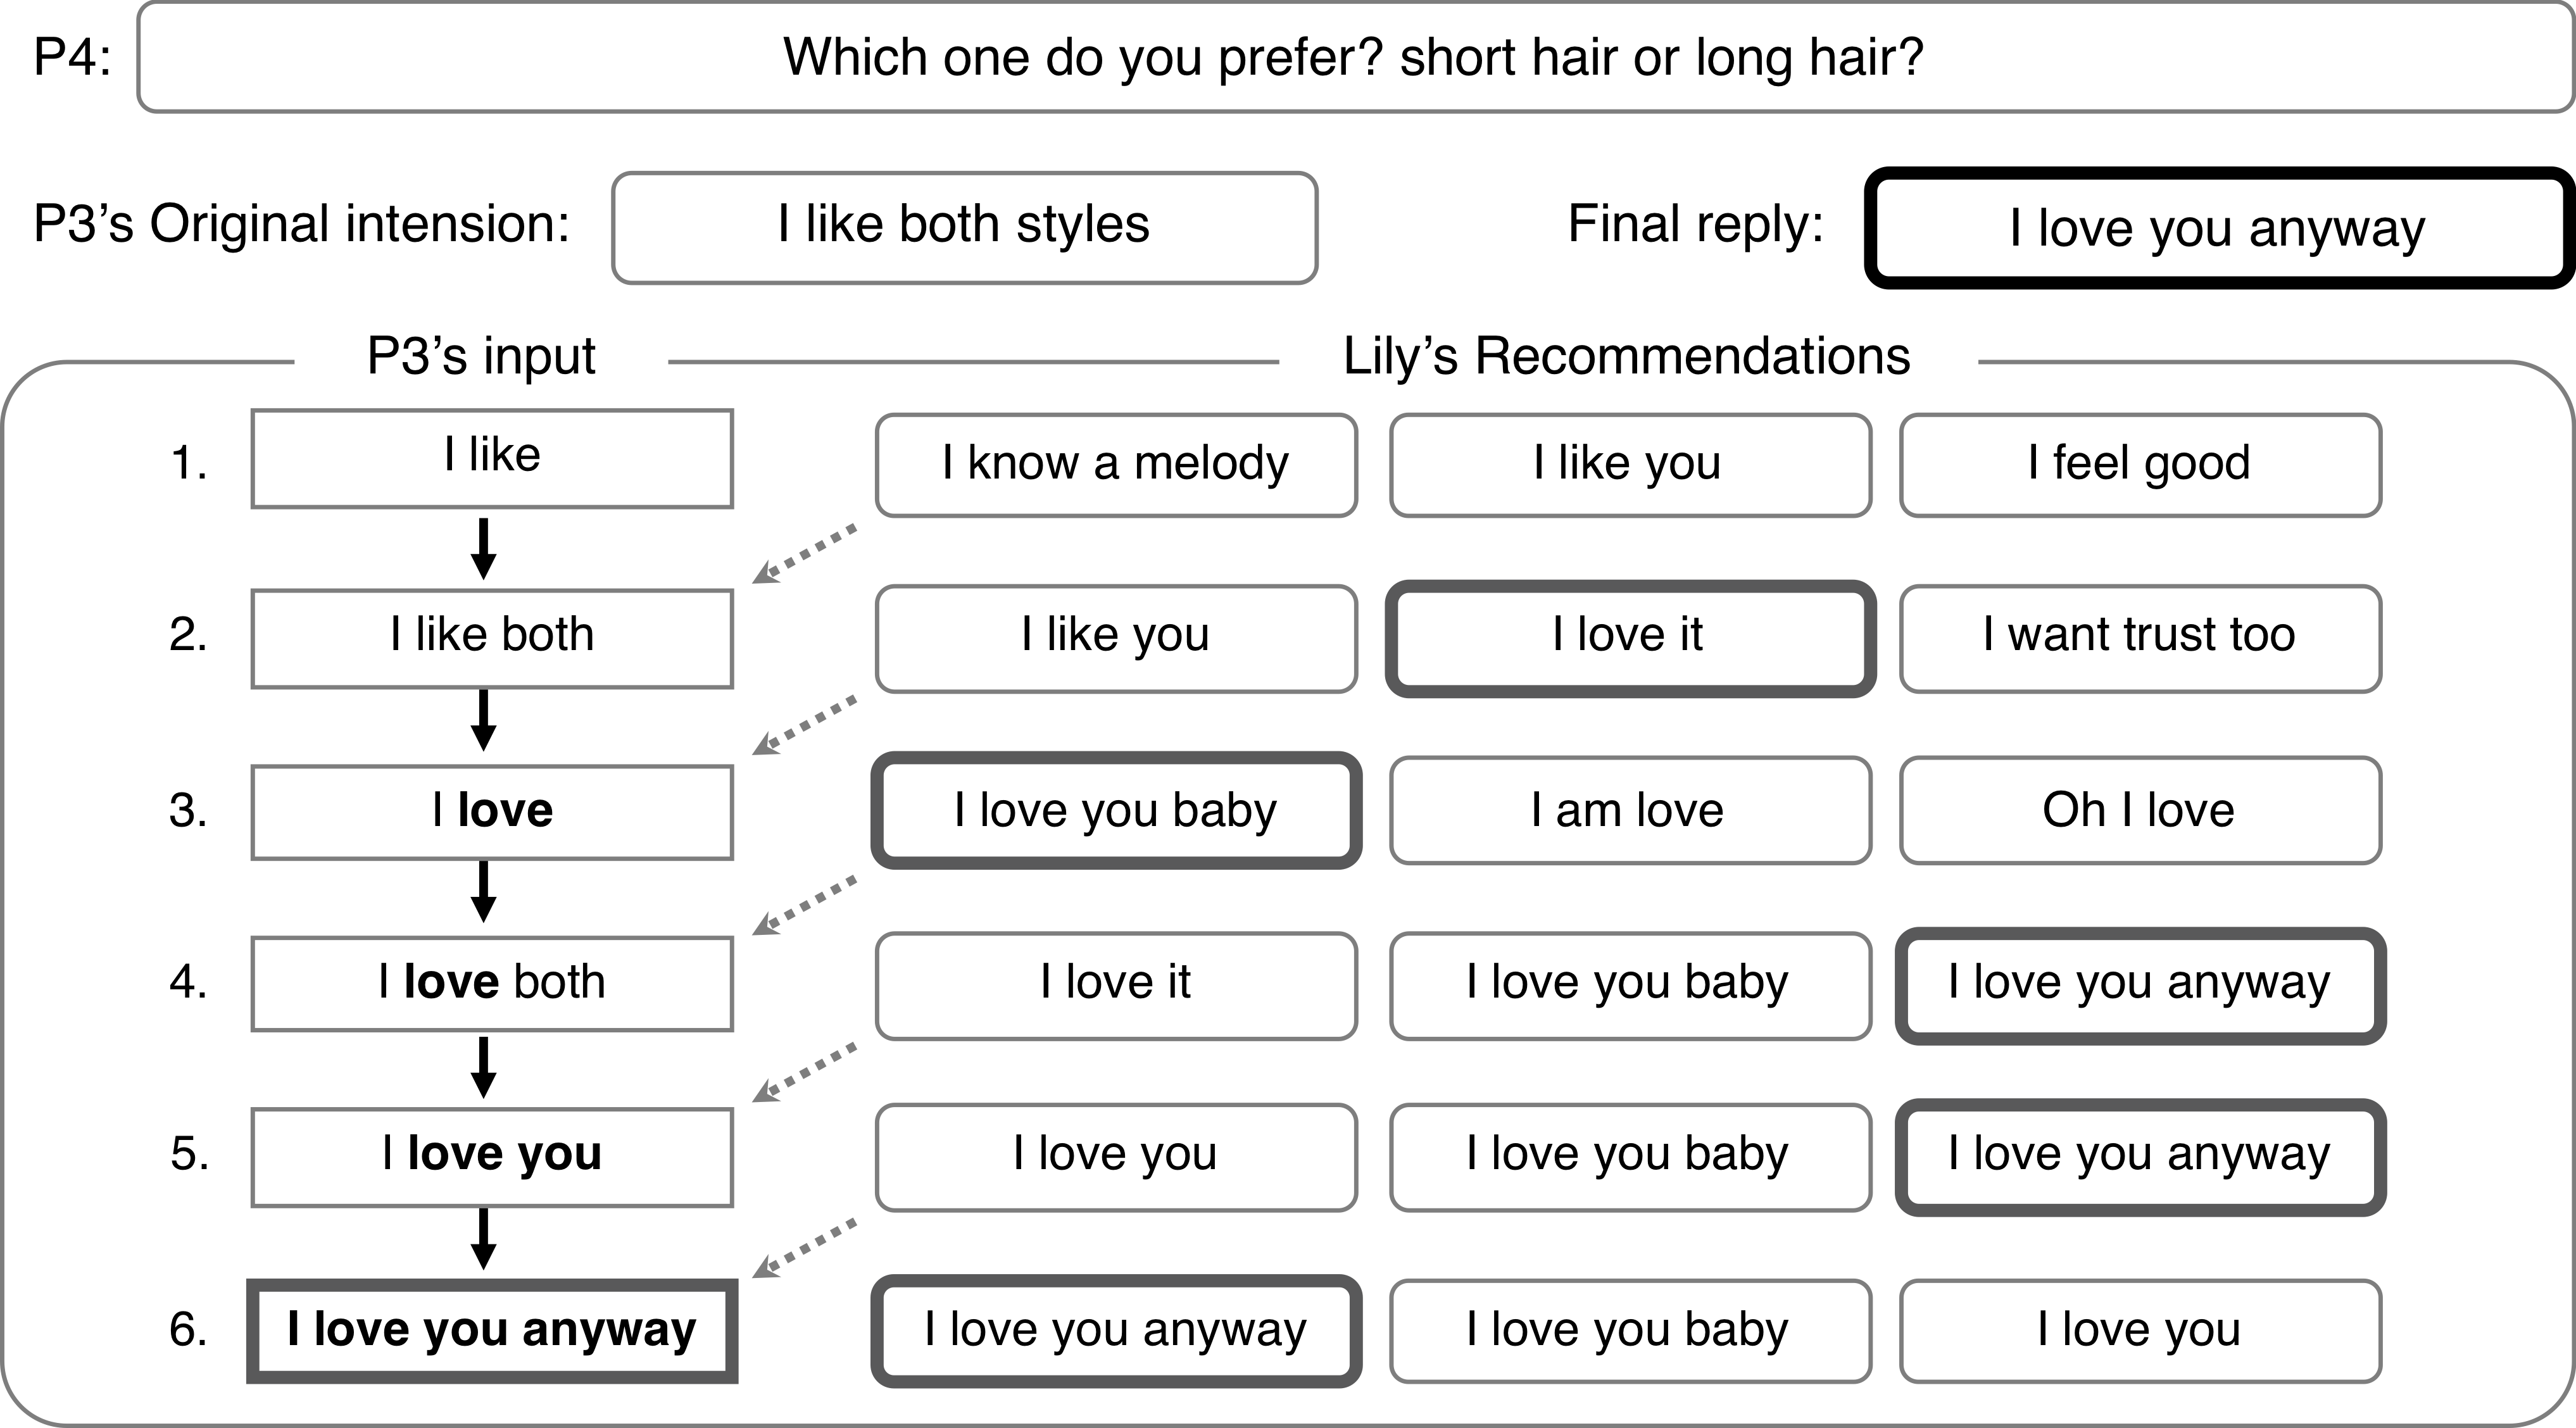 P4: Which one do you prefer? short hair or long hair?
P3’s Original intension: I like both styles Final reply: I love you anyway
P3’s input Lily’s Recommendations
1. I like I know a melody I like you I feel good
2. I like both I like you I love it I want trust too
3. I love I love you baby I am love Oh I love
4. I love both I love it I love you baby I love you anyway
5. I love you I love you I love you baby I love you anyway
6. I love you anyway I love you anyway I love you baby I love you